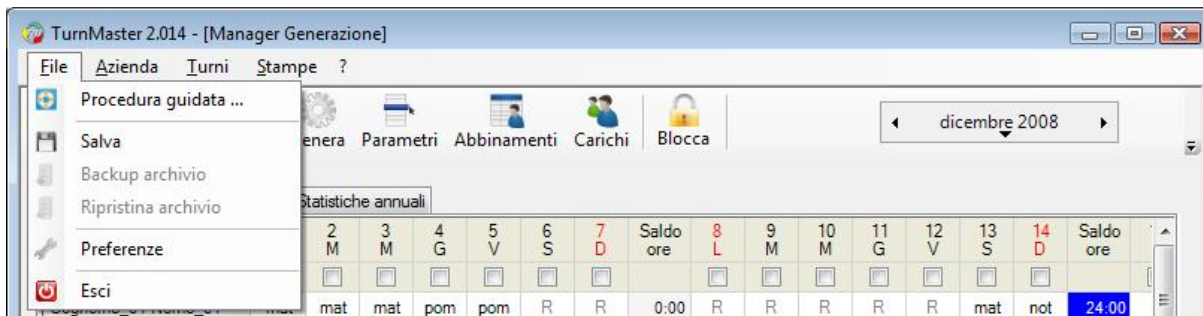 TurnMaster 2.014 - [Manager Generazione]
File Azienda Turni Stampe ?
Procedura guidata ...
Salva
Backup archivio
Ripristina archivio
Preferenze
Esci
enera Parametri Abbinamenti Carichi Blocca dicembre 2008
Statistiche annuali
2 3 4 5 6 7 Saldo 8 9 10 11 12 13 14 Saldo
M M G V S D ore L M M G V S D ore
mat mat pom pom R R 0:00 R R R R R mat not 24:00